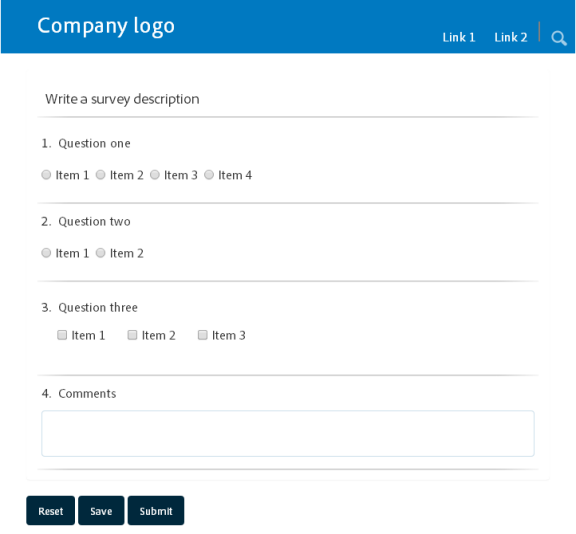 Company logo
Link 1 Link 2
Write a survey description
1. Question one
Item 1 Item 2 Item 3 Item 4
2. Question two
Item 1 Item 2
3. Question three
Item 1 Item 2 Item 3
4. Comments
Reset Save Submit